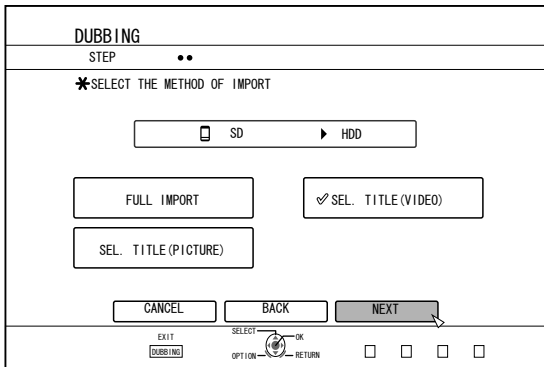 DUBBING
STEP
*SELECT THE METHOD OF IMPORT
SD HDD
FULL IMPORT
SEL. TITLE(VIDEO)
SEL. TITLE(PICTURE)
CANCEL BACK NEXT
EXIT
DUBBING
SELECT OK
OPTION RETURN